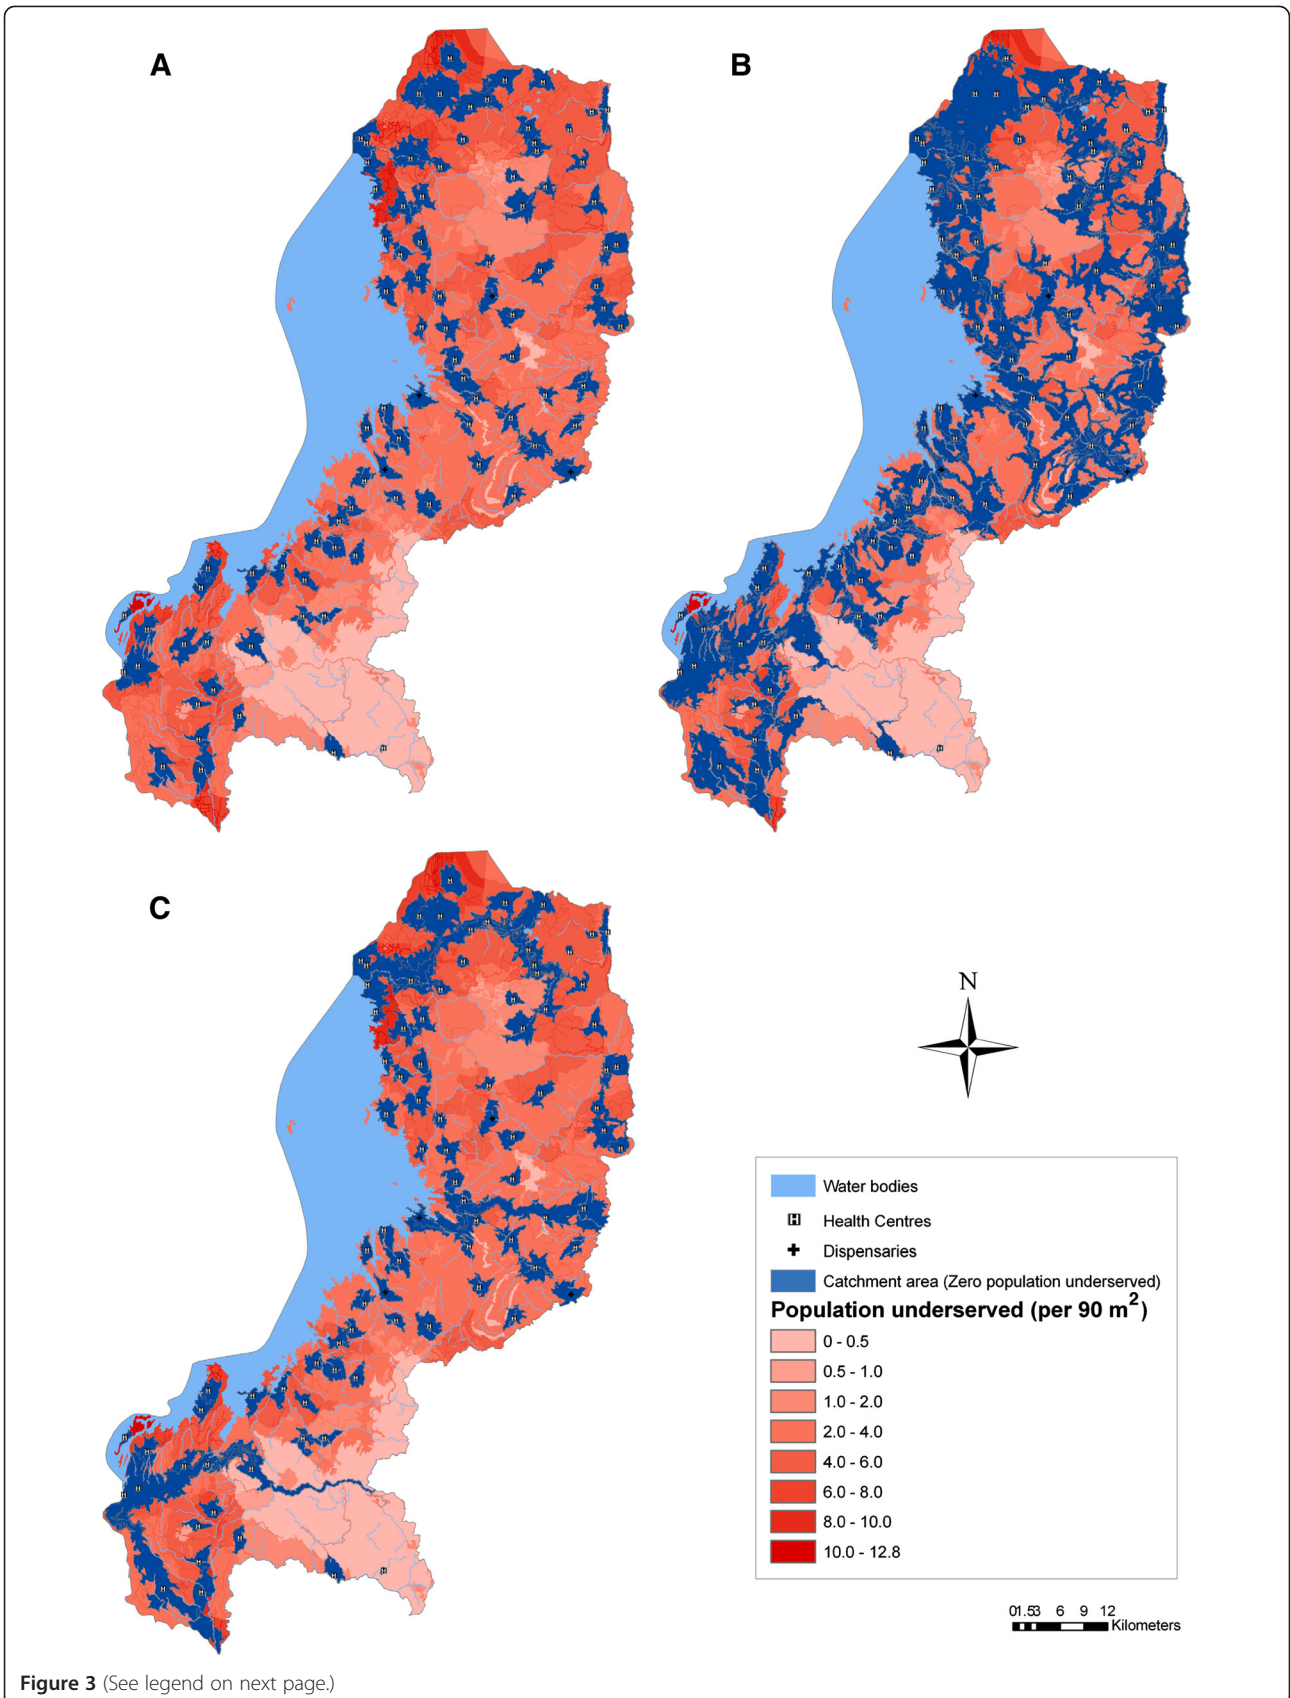 A
B
C
N
Water bodies
H Health Centres
Dispensaries
Catchment area (Zero population underserved)
Population underserved (per 90 m²)
0 - 0.5
0.5 - 1.0
1.0 - 2.0
2.0 - 4.0
4.0 - 6.0
6.0 - 8.0
8.0 - 10.0
10.0 - 12.8
01.53 6 9 12
Kilometers
Figure 3 (See legend on next page.)